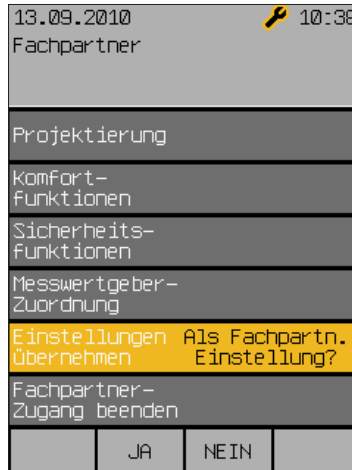 13.09.2010 10:38
Fachpartner
Projektierung
Komfort-
funktionen
Sicherheits-
funktionen
Messwertgeber-
Zuordnung
Einstellungen Als Fachpartn.
übernehmen Einstellung?
Fachpartner-
Zugang beenden
JA NEIN